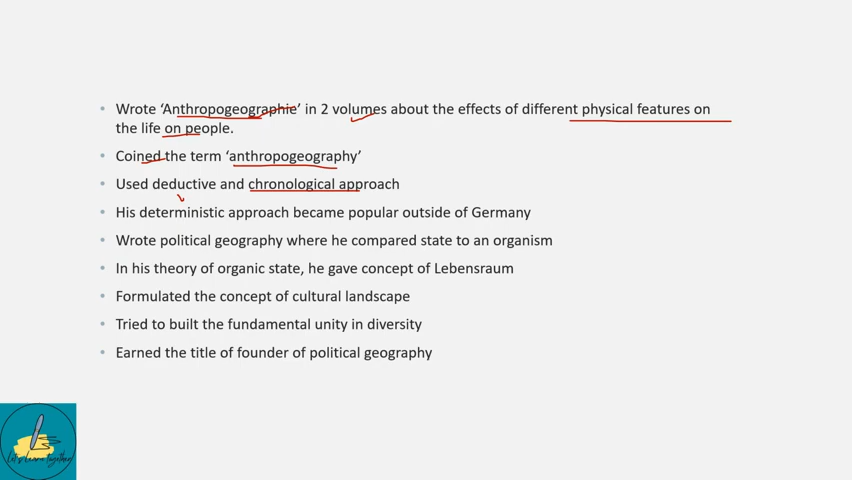 • Wrote ‘Anthropogeographie’ in 2 volumes about the effects of different physical features on
the life on people.
• Coined the term ‘anthropogeography’
• Used deductive and chronological approach
• His deterministic approach became popular outside of Germany
• Wrote political geography where he compared state to an organism
• In his theory of organic state, he gave concept of Lebensraum
• Formulated the concept of cultural landscape
• Tried to built the fundamental unity in diversity
• Earned the title of founder of political geography
Let's learn together